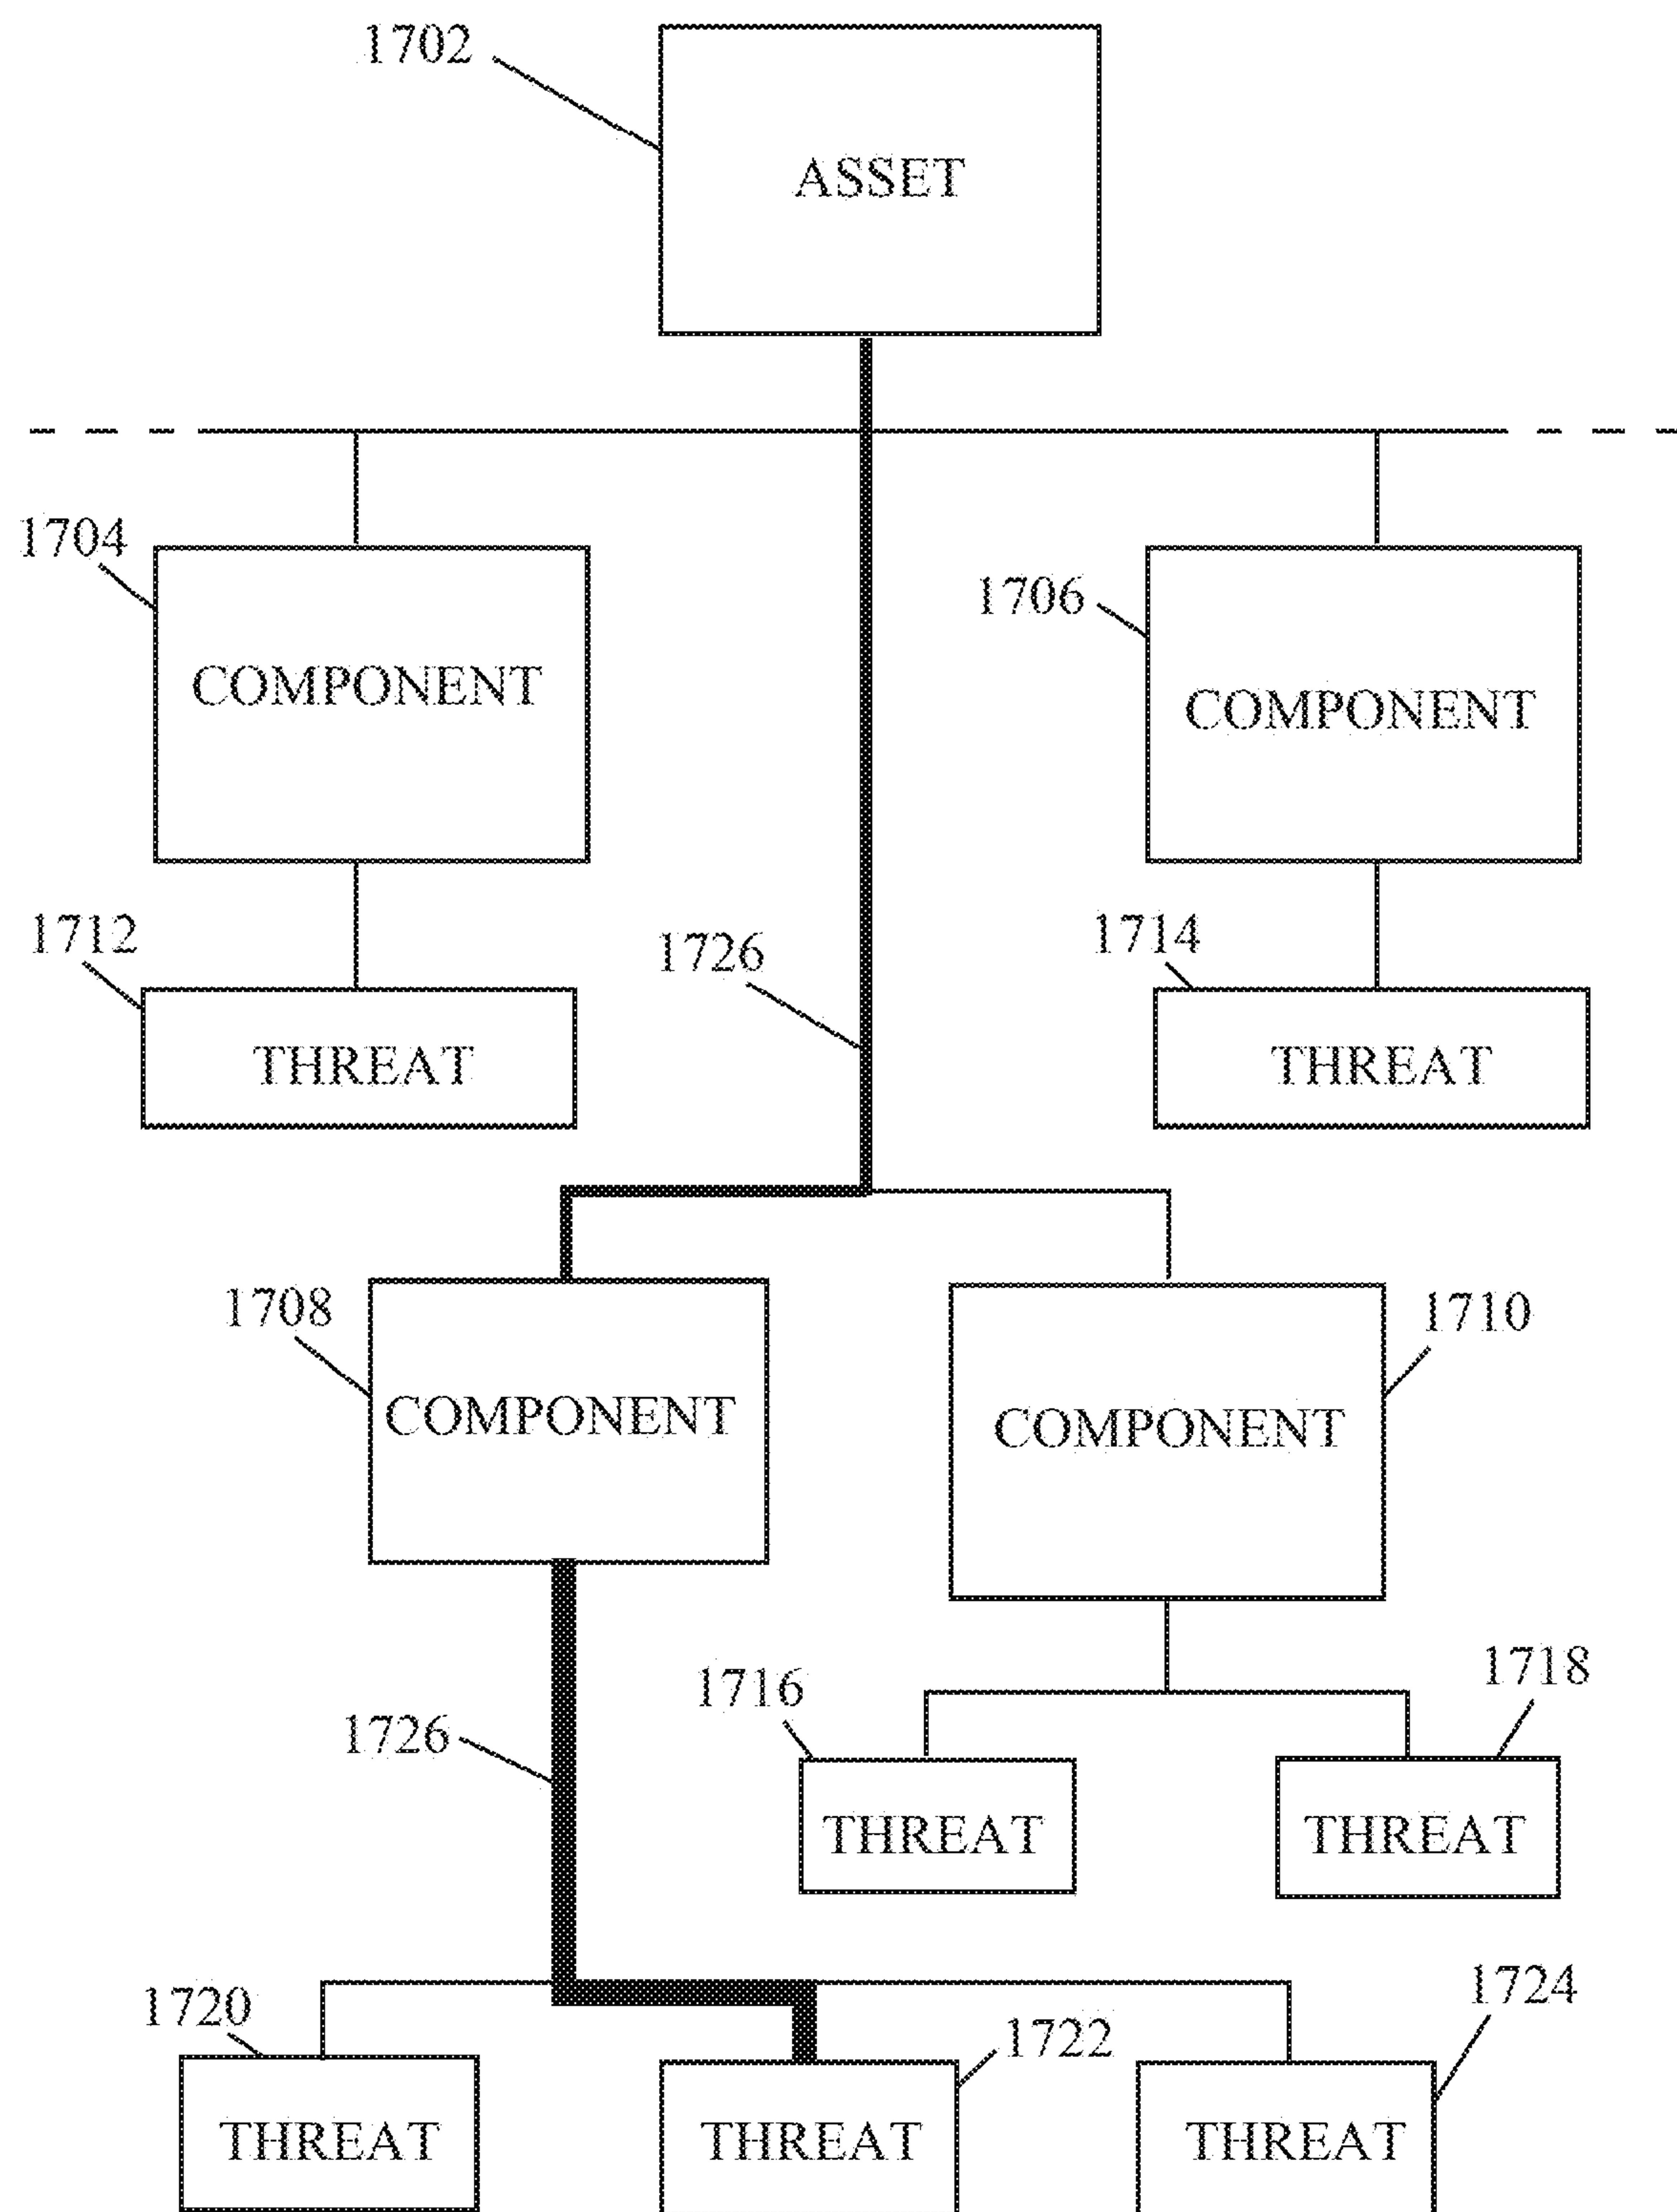 1702
ASSET
1704
1706
COMPONENT
COMPONENT
1712
1726
1714
THREAT
THREAT
1708
1710
COMPONENT
COMPONENT
1716
1718
1726
THREAT
THREAT
1720
1722
1724
THREAT
THREAT
THREAT